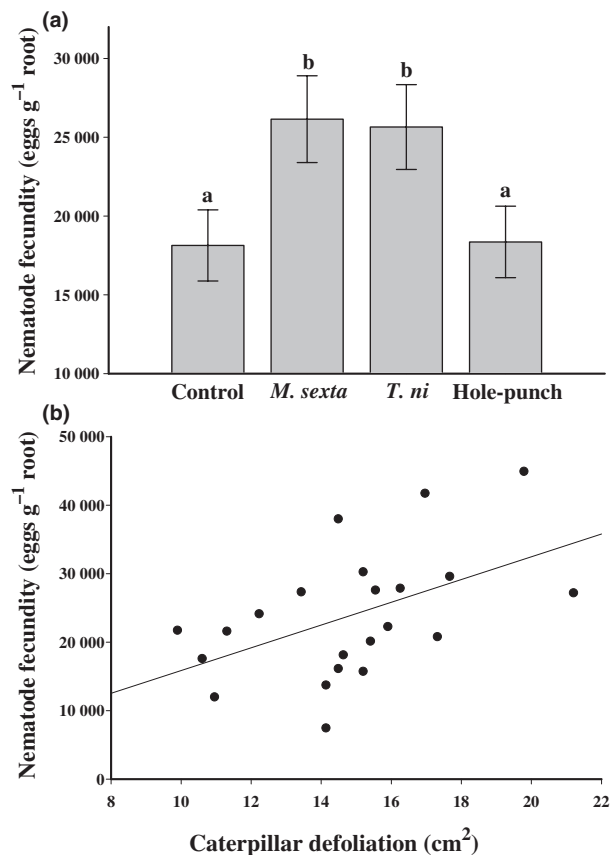 (a)
Nematode fecundity (eggs g⁻¹ root)
30 000
25 000
20 000
15 000
10 000
a
b
b
a
Control M. sexta T. ni Hole-punch
(b)
Nematode fecundity (eggs g⁻¹ root)
50 000
40 000
30 000
20 000
10 000
0
8 10 12 14 16 18 20 22
Caterpillar defoliation (cm²)